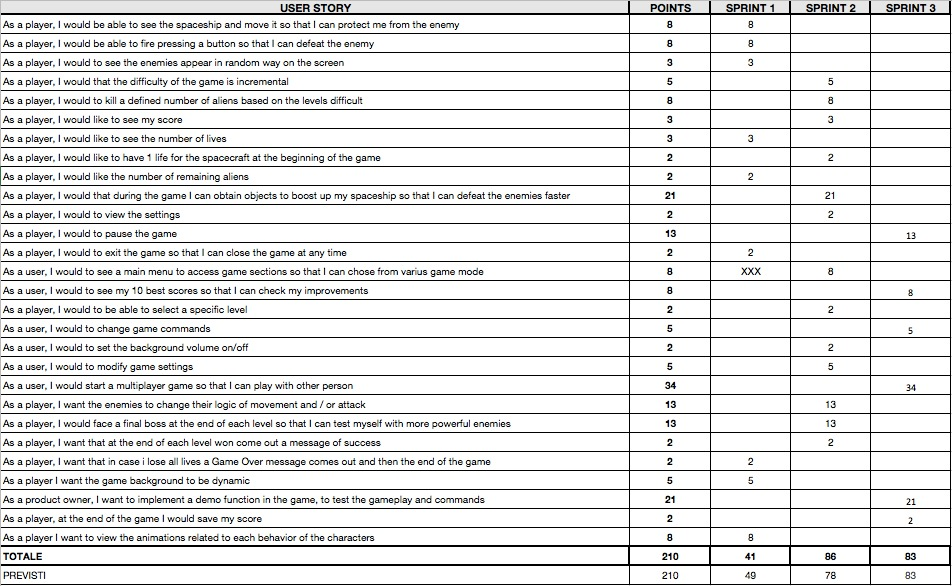 USER STORY POINTS SPRINT 1 SPRINT 2 SPRINT 3
As a player, I would be able to see the spaceship and move it so that I can protect me from the enemy 8 8
As a player, I would be able to fire pressing a button so that I can defeat the enemy 8 8
As a player, I would to see the enemies appear in random way on the screen 3 3
As a player, I would that the difficulty of the game is incremental 5 5
As a player, I would to kill a defined number of aliens based on the levels difficult 8 8
As a player, I would like to see my score 3 3
As a player, I would like to see the number of lives 3 3
As a player, I would like to have 1 life for the spacecraft at the beginning of the game 2 2
As a player, I would like the number of remaining aliens 2 2
As a player, I would that during the game I can obtain objects to boost up my spaceship so that I can defeat the enemies faster 21 21
As a player, I would to view the settings 2 2
As a player, I would to pause the game 13 13
As a player, I would to exit the game so that I can close the game at any time 2 2
As a user, I would to see a main menu to access game sections so that I can chose from varius game mode 8 XXX 8
As a user, I would to see my 10 best scores so that I can check my improvements 8 8
As a player, I would to be able to select a specific level 2 2
As a user, I would to change game commands 5 5
As a user, I would to set the background volume on/off 2 2
As a user, I would to modify game settings 5 5
As a user, I would start a multiplayer game so that I can play with other person 34 34
As a player, I want the enemies to change their logic of movement and / or attack 13 13
As a player, I would face a final boss at the end of each level so that I can test myself with more powerful enemies 13 13
As a player, I want that at the end of each level won come out a message of success 2 2
As a player, I want that in case i lose all lives a Game Over message comes out and then the end of the game 2 2
As a player I want the game background to be dynamic 5 5
As a product owner, I want to implement a demo function in the game, to test the gameplay and commands 21 21
As a player, at the end of the game I would save my score 2 2
As a player I want to view the animations related to each behavior of the characters 8 8
TOTALE 210 41 86 83
PREVISTI 210 49 78 83